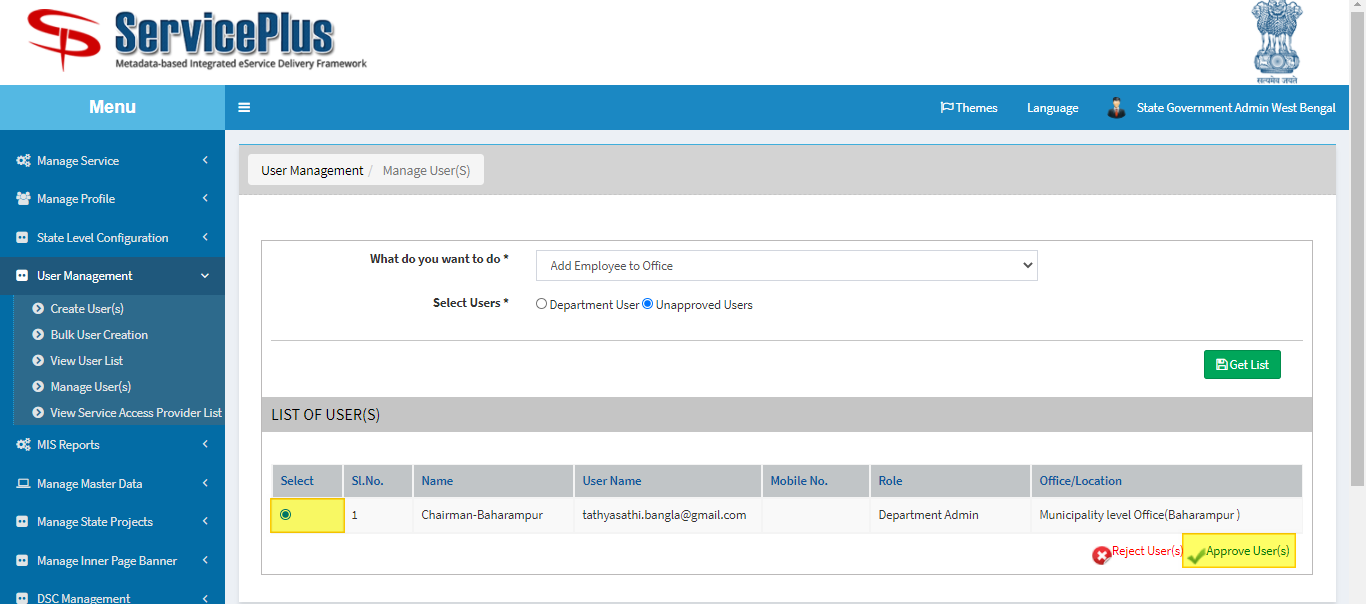 ServicePlus
Metadata-based Integrated eService Delivery Framework
सत्यमेव जयते
Menu
Themes
Language
State Government Admin West Bengal
Manage Service
Manage Profile
State Level Configuration
User Management
Create User(s)
Bulk User Creation
View User List
Manage User(s)
View Service Access Provider List
MIS Reports
Manage Master Data
Manage State Projects
Manage Inner Page Banner
DSC Management
User Management / Manage User(S)
What do you want to do *
Add Employee to Office
Select Users *
Department User Unapproved Users
Get List
LIST OF USER(S)
Select Sl.No. Name User Name Mobile No. Role Office/Location
1 Chairman-Baharampur tathyasathi.bangla@gmail.com Department Admin Municipality level Office(Baharampur )
Reject User(s) Approve User(s)